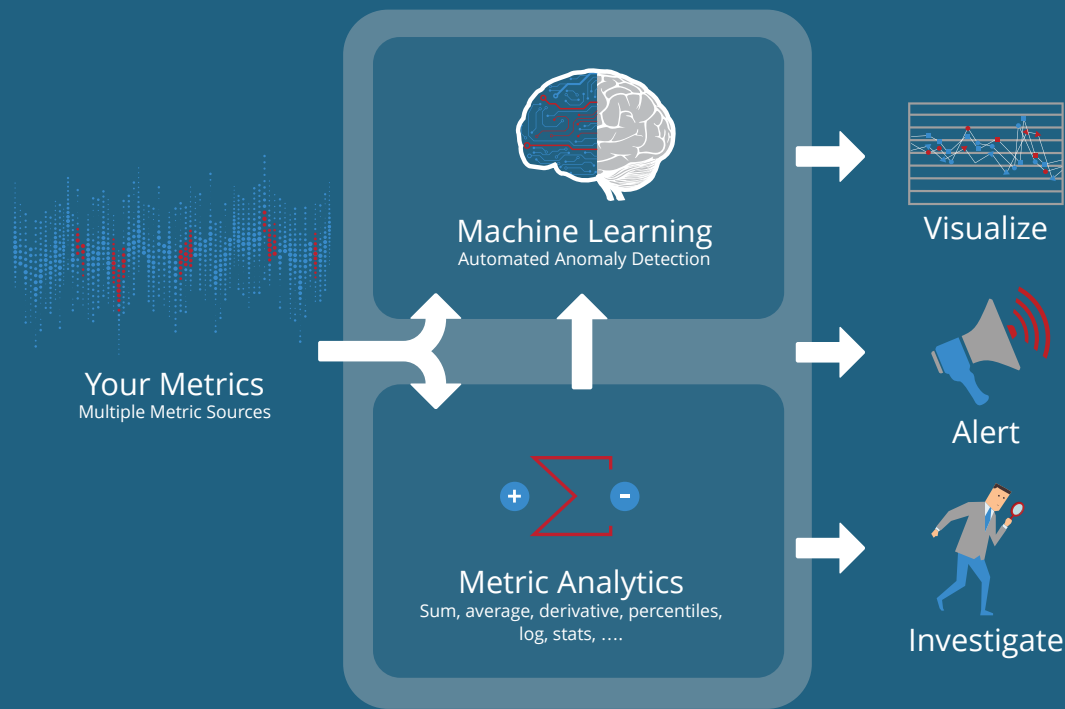 Your Metrics
Multiple Metric Sources
Machine Learning
Automated Anomaly Detection
+
-
Metric Analytics
Sum, average, derivative, percentiles,
log, stats, ....
Visualize
Alert
Investigate